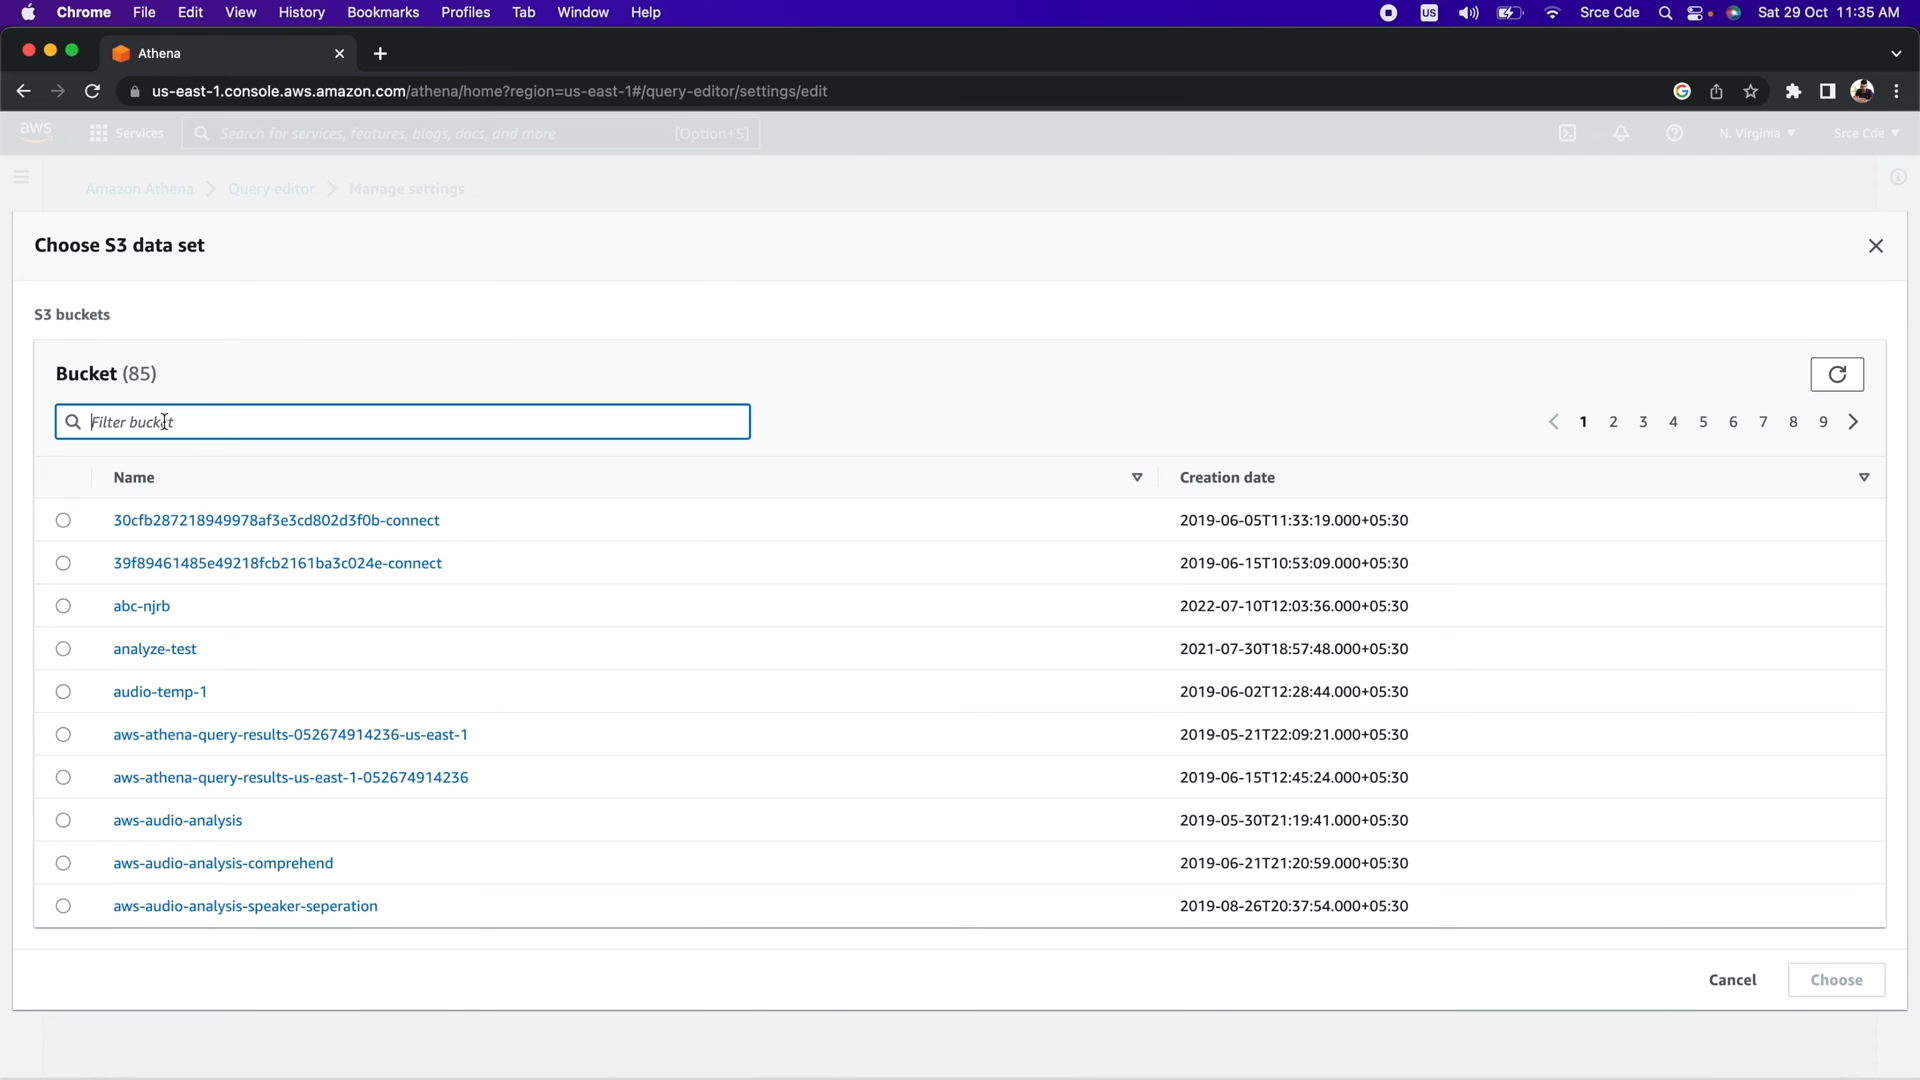 Chrome File Edit View History Bookmarks Profiles Tab Window Help US Srce Cde Sat 29 Oct 11:35 AM
Athena
us-east-1.console.aws.amazon.com/athena/home?region=us-east-1#/query-editor/settings/edit
aws Services Search for services, features, blogs, docs, and more [Option+S] N. Virginia Srce Cde
Amazon Athena Query editor Manage settings
Choose S3 data set
S3 buckets
Bucket (85)
Filter bucket 1 2 3 4 5 6 7 8 9
Name Creation date
30cfb287218949978af3e3cd802d3f0b-connect 2019-06-05T11:33:19.000+05:30
39f89461485e49218fcb2161ba3c024e-connect 2019-06-15T10:53:09.000+05:30
abc-njrb 2022-07-10T12:03:36.000+05:30
analyze-test 2021-07-30T18:57:48.000+05:30
audio-temp-1 2019-06-02T12:28:44.000+05:30
aws-athena-query-results-052674914236-us-east-1 2019-05-21T22:09:21.000+05:30
aws-athena-query-results-us-east-1-052674914236 2019-06-15T12:45:24.000+05:30
aws-audio-analysis 2019-05-30T21:19:41.000+05:30
aws-audio-analysis-comprehend 2019-06-21T21:20:59.000+05:30
aws-audio-analysis-speaker-seperation 2019-08-26T20:37:54.000+05:30
Cancel Choose